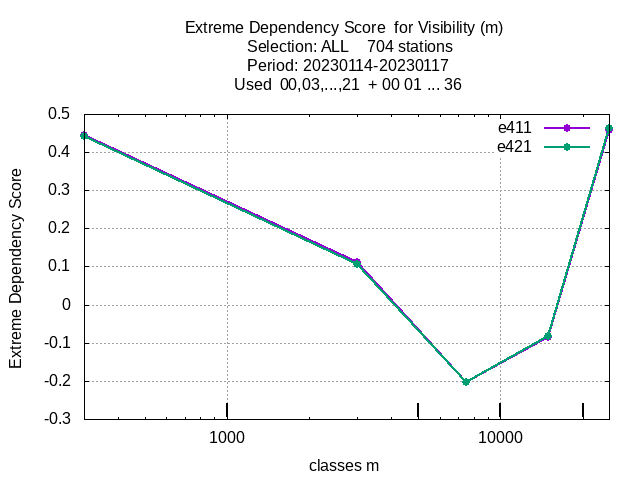 Extreme Dependency Score  for Visibility (m)
Selection: ALL    704 stations
Period: 20230114-20230117
Used  00,03,...,21  + 00 01 ... 36
e411
e421
Extreme Dependency Score
0.5
0.4
0.3
0.2
0.1
0
-0.1
-0.2
-0.3
1000
10000
classes m